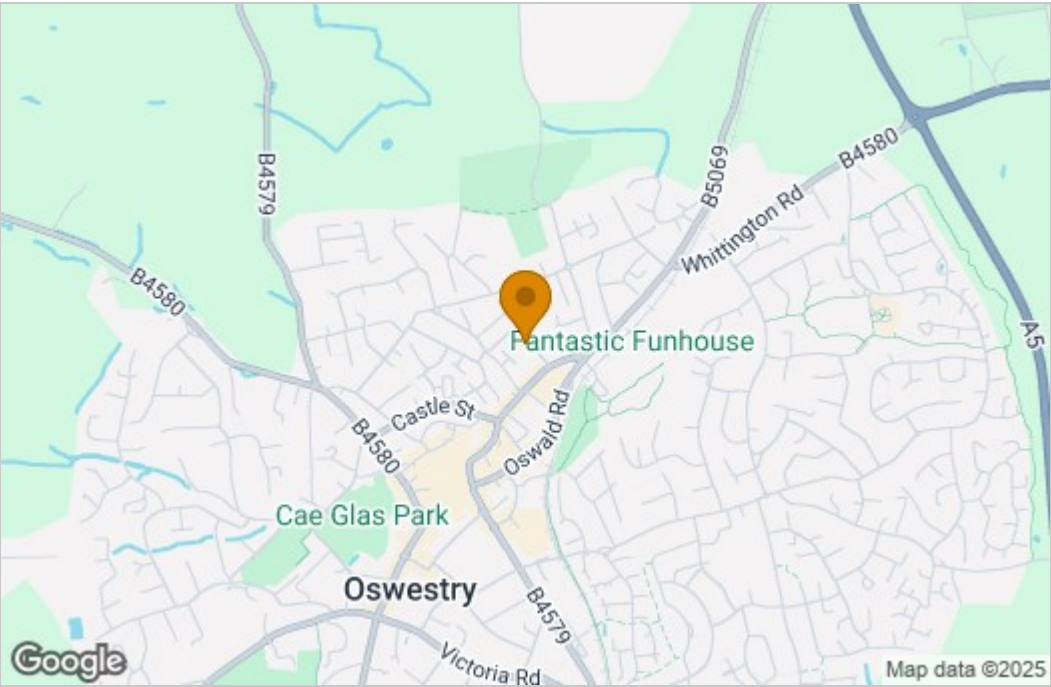 B4579
B5069
B4580
Whittington Rd
B4580
A5
Fantastic Funhouse
Castle St
Oswald Rd
B4580
Cae Glas Park
Oswestry
B4579
Victoria Rd
Google
Map data ©2025